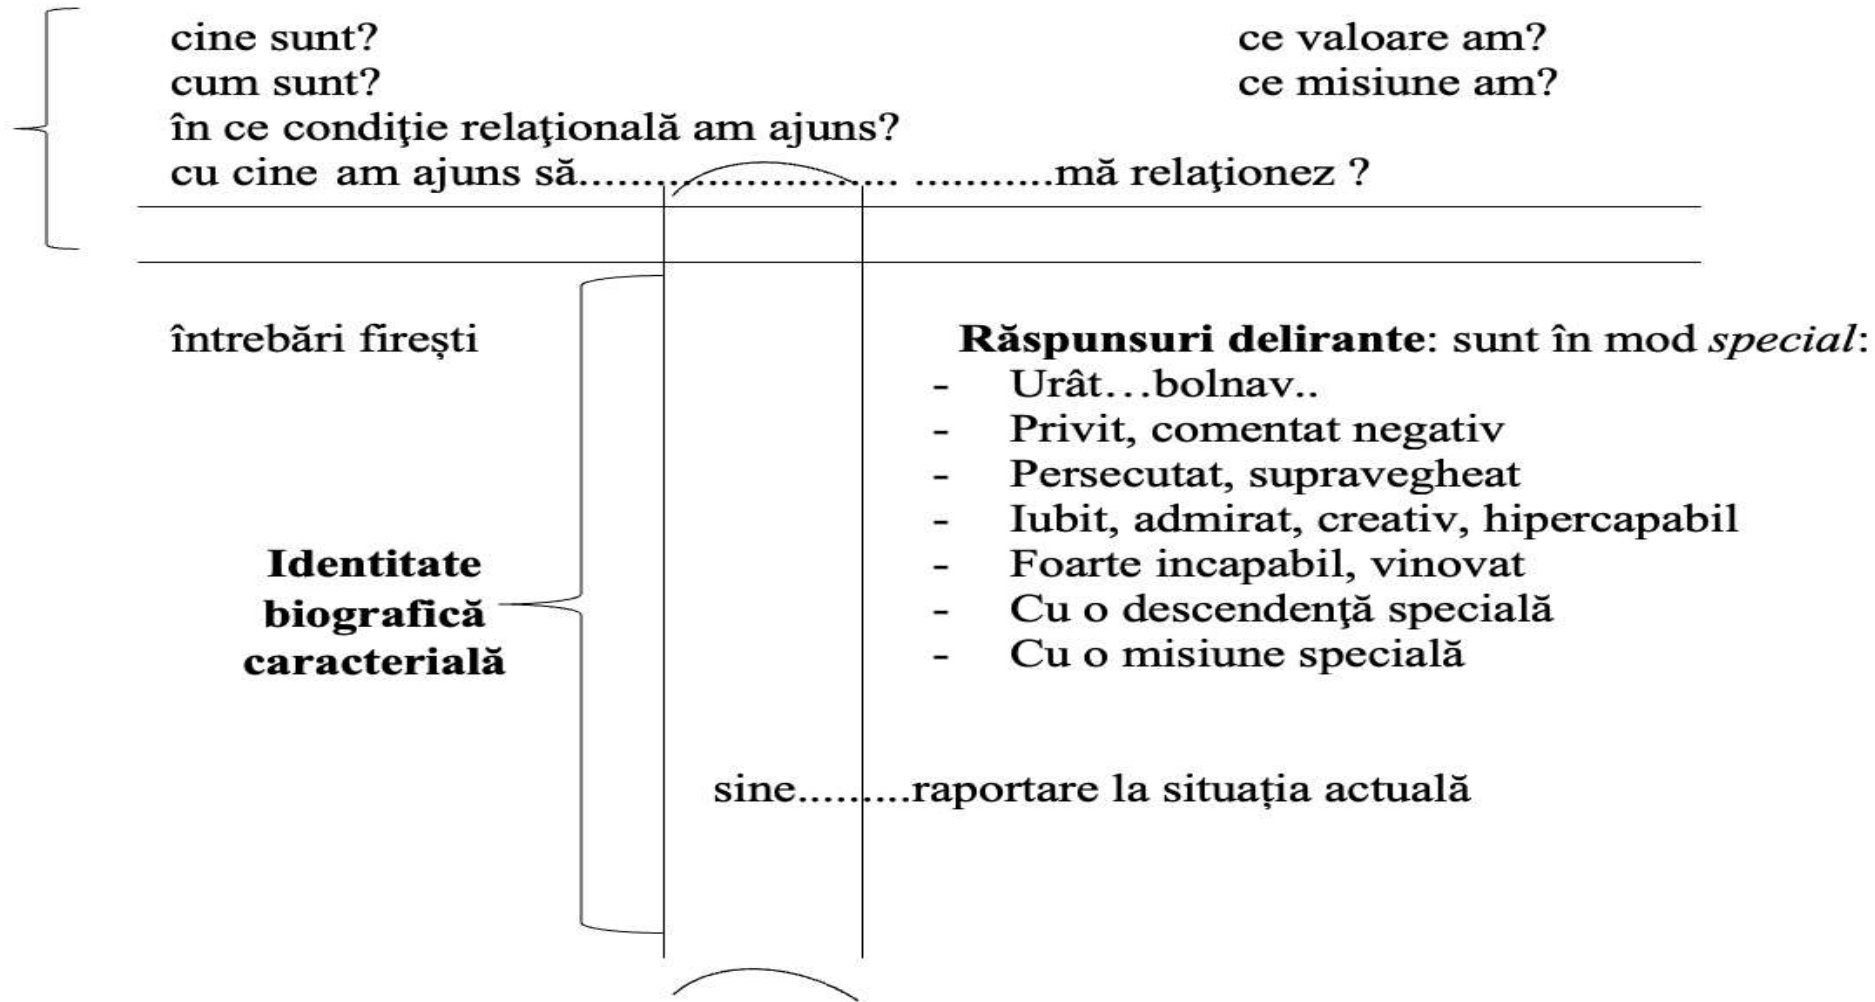 cine sunt? ce valoare am?
cum sunt? ce misiune am?
în ce condiţie relaţională am ajuns?
cu cine am ajuns să......................... ...........mă relaţionez ?
întrebări firești
Răspunsuri delirante: sunt în mod special:
- Urât…bolnav..
- Privit, comentat negativ
- Persecutat, supravegheat
- Iubit, admirat, creativ, hipercapabil
- Foarte incapabil, vinovat
- Cu o descendenţă specială
- Cu o misiune specială
Identitate
biografică
caracterială
sine.........raportare la situația actuală